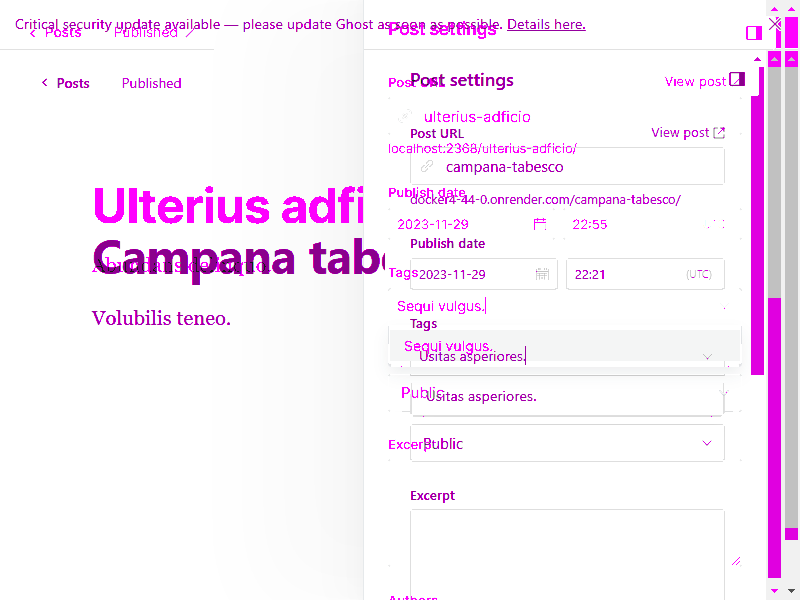 Critical security update available — please update Ghost as soon as possible. Details here.
Posts
Published
Post settings
Posts
Published
Post settings
Post URL
View post
ulterius-adficio
Post URL
View post
localhost:2368/ulterius-adficio/
campana-tabesco
Publish date
docker4-44-0.onrender.com/campana-tabesco/
Ulterius adfi
2023-11-29
22:55
Publish date
Campana tabe
Tags
2023-11-29
22:21
(UTC)
Sequi vulgus.
Volubilis teneo.
Tags
Sequi vulgus.
Usitas asperiores.
Public
Usitas asperiores.
Excerpt
Public
Excerpt
Authors